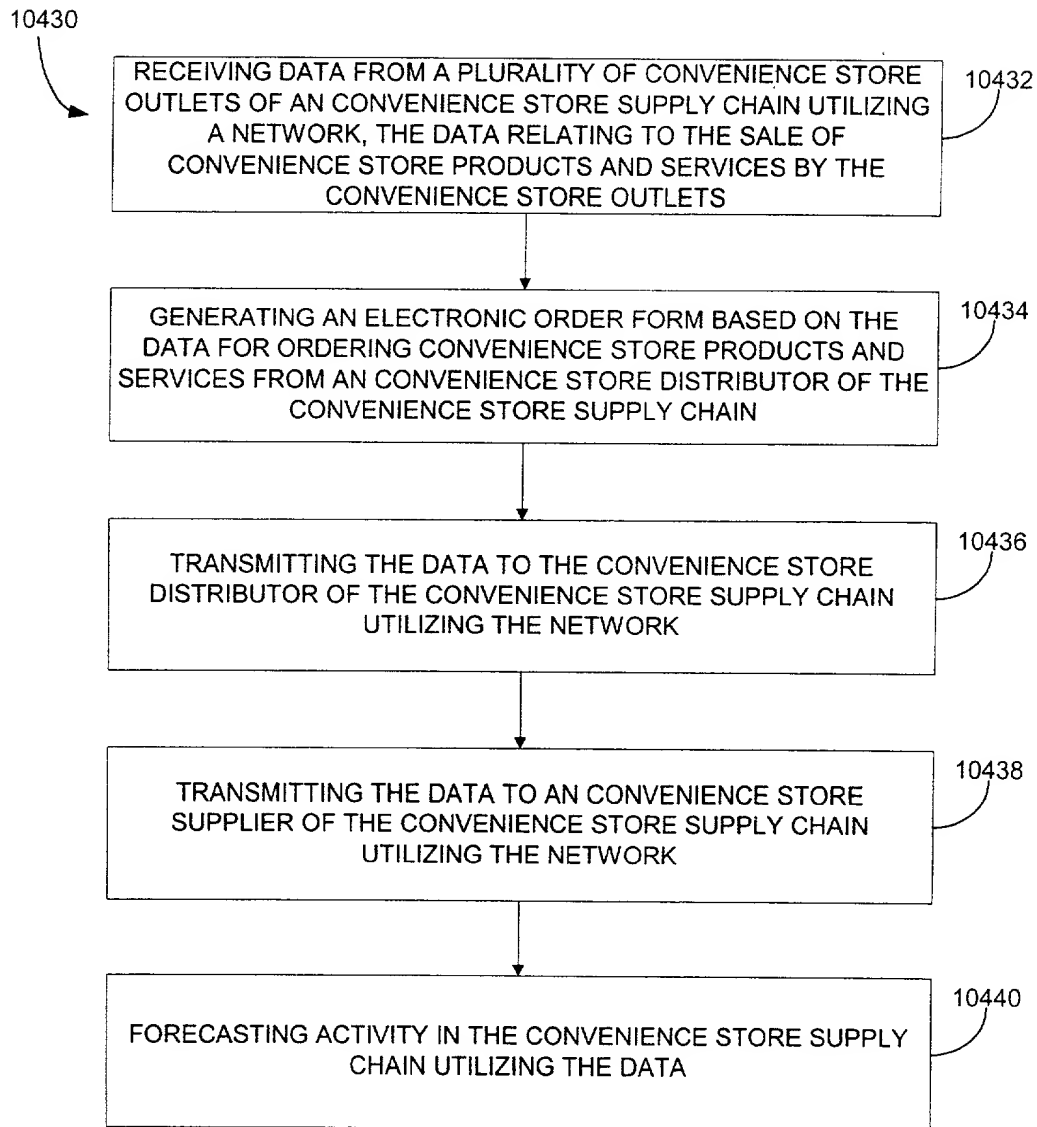 10430
RECEIVING DATA FROM A PLURALITY OF CONVENIENCE STORE
OUTLETS OF AN CONVENIENCE STORE SUPPLY CHAIN UTILIZING
A NETWORK, THE DATA RELATING TO THE SALE OF
CONVENIENCE STORE PRODUCTS AND SERVICES BY THE
CONVENIENCE STORE OUTLETS
10432
GENERATING AN ELECTRONIC ORDER FORM BASED ON THE
DATA FOR ORDERING CONVENIENCE STORE PRODUCTS AND
SERVICES FROM AN CONVENIENCE STORE DISTRIBUTOR OF THE
CONVENIENCE STORE SUPPLY CHAIN
10434
TRANSMITTING THE DATA TO THE CONVENIENCE STORE
DISTRIBUTOR OF THE CONVENIENCE STORE SUPPLY CHAIN
UTILIZING THE NETWORK
10436
TRANSMITTING THE DATA TO AN CONVENIENCE STORE
SUPPLIER OF THE CONVENIENCE STORE SUPPLY CHAIN
UTILIZING THE NETWORK
10438
FORECASTING ACTIVITY IN THE CONVENIENCE STORE SUPPLY
CHAIN UTILIZING THE DATA
10440